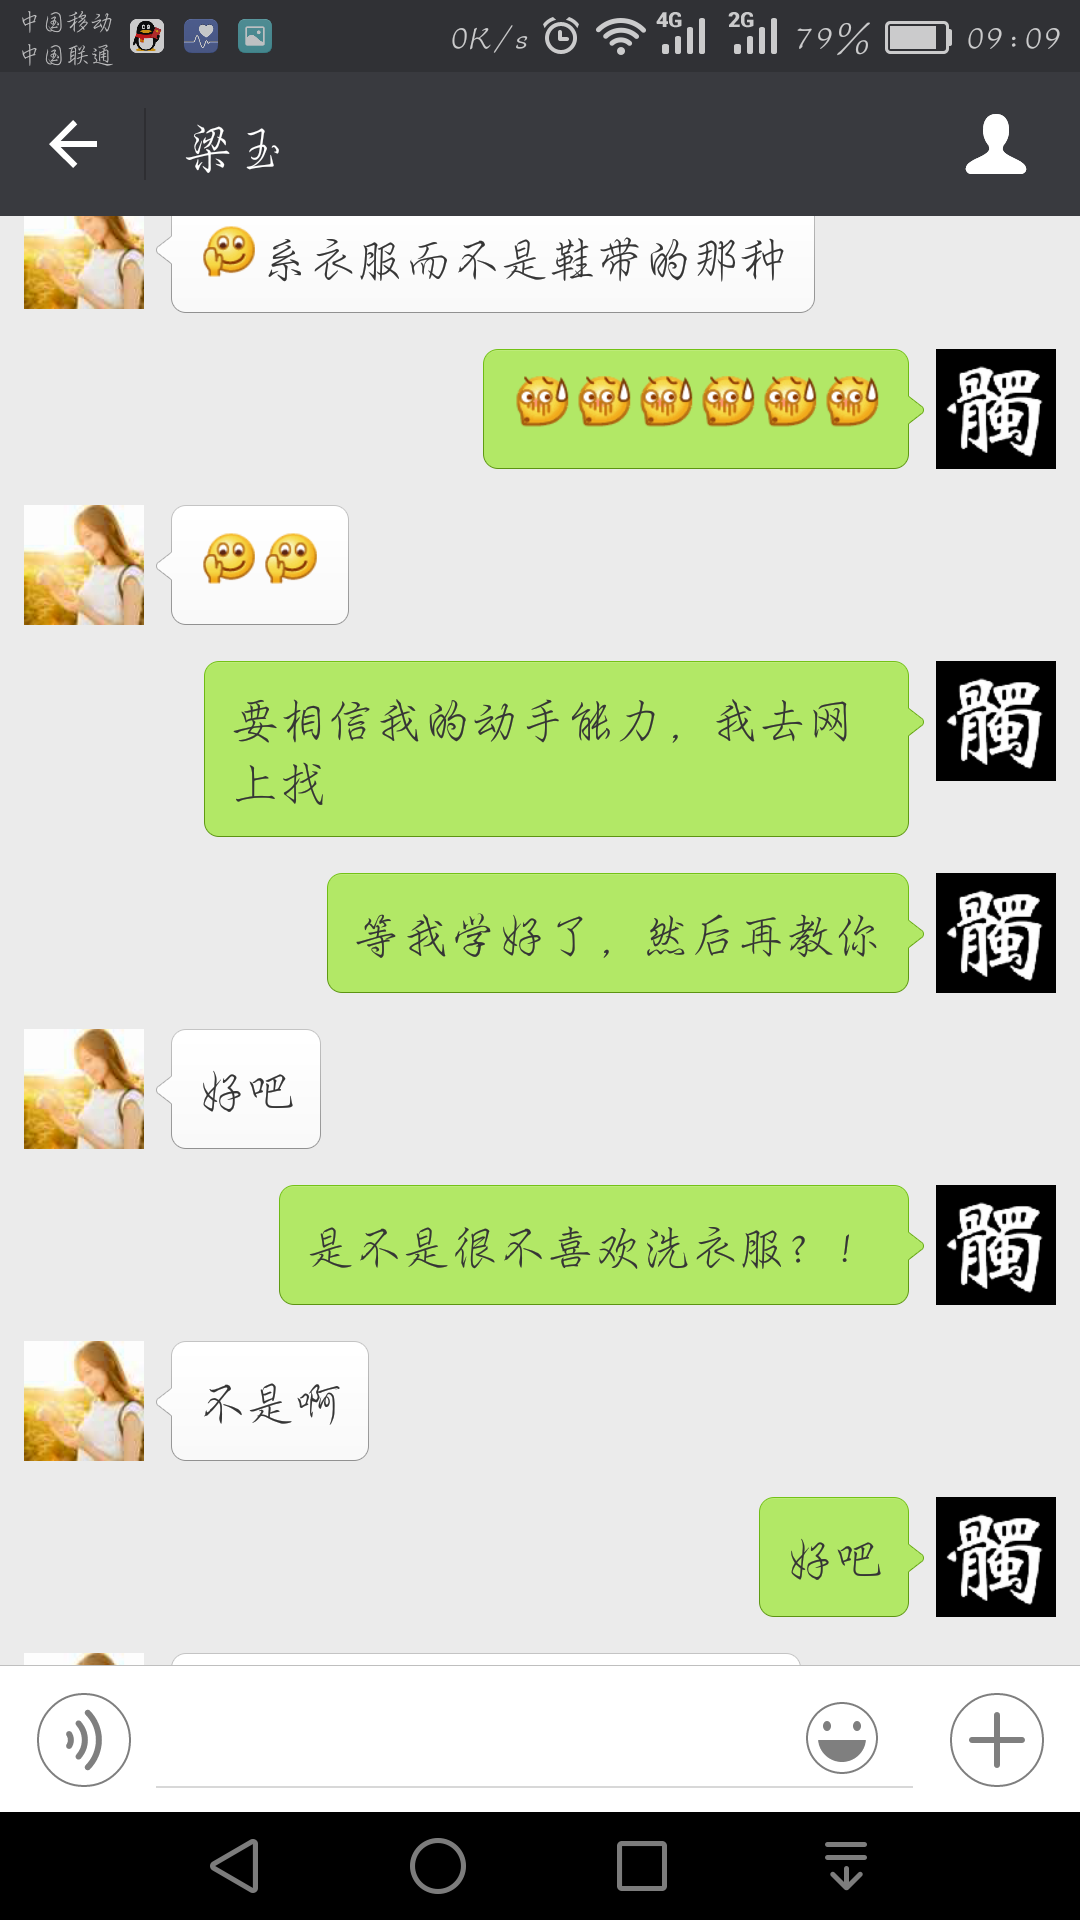 中国移动
中国联通
0K/s
4G
2G
79%
09:09
梁玉
系衣服而不是鞋带的那种
髑
髑
要相信我的动手能力，我去网
上找
髑
等我学好了，然后再教你
好吧
髑
是不是很不喜欢洗衣服？！
不是啊
髑
好吧